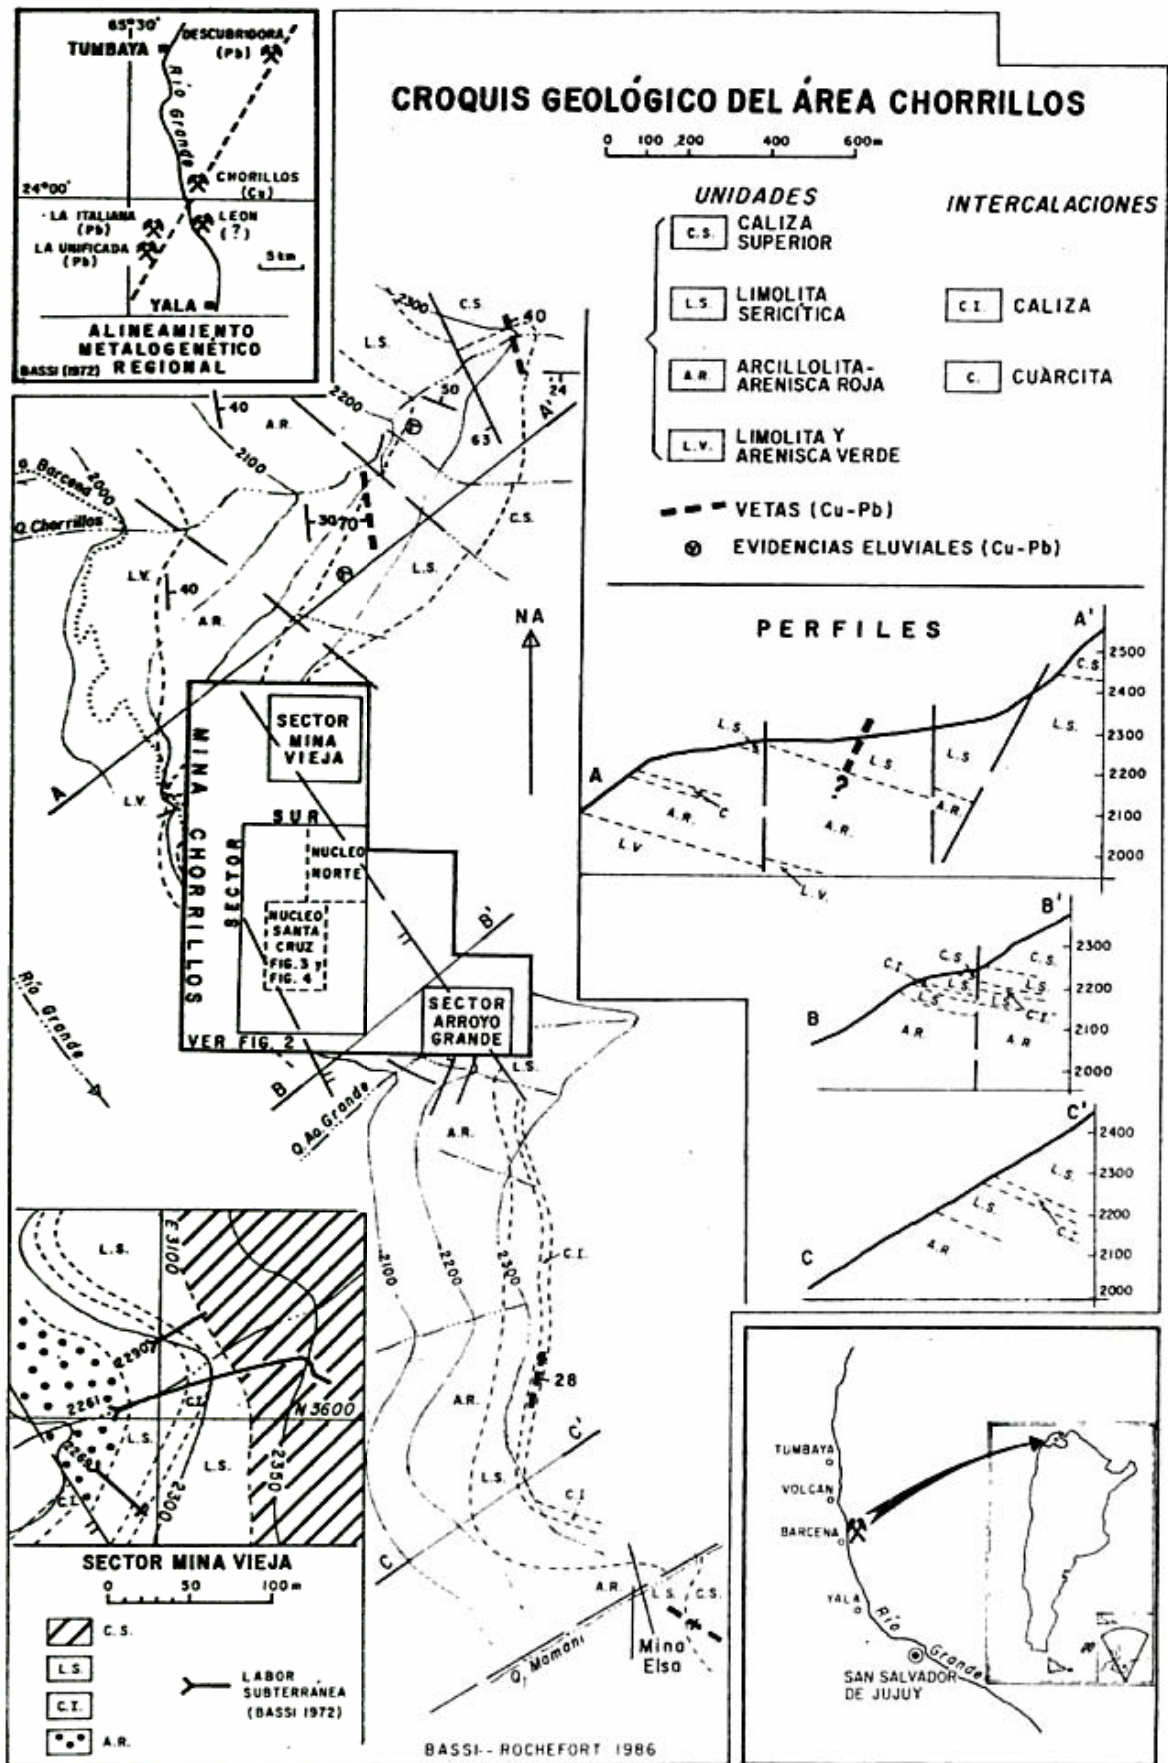 65°30'
TUMBAYA
DESCUBRIDORA
(Pb)
Río Grande
24°00'
CHORILLOS
(Cu)
LA ITALIANA
(Pb)
LEON
(?)
LA UNIFICADA
(Pb)
5 km
YALA
ALINEAMIENTO
METALOGENÉTICO
REGIONAL
BASSI (1972)
CROQUIS GEOLÓGICO DEL ÁREA CHORRILLOS
0 100 200 600m
UNIDADES
INTERCALACIONES
C.S. CALIZA
SUPERIOR
L.S. LIMOLITA
SERICÍTICA
C.I. CALIZA
A.R. ARCILLOLITA-
ARENISCA ROJA
C. CUÀRCITA
L.V. LIMOLITA Y
ARENISCA VERDE
VETAS (Cu-Pb)
EVIDENCIAS ELUVIALES (Cu-Pb)
2300
C.S.
40
L.S.
50
24
2200
A'
40
A.R.
63
2100
Q. Barcena
2000
Q. Chorrillos
30
70
C.S.
L.V.
L.S.
40
A.R.
NA
A
L.V.
MINA CHORRILLOS
SECTOR
MINA
VIEJA
SECTOR
SUR
NUCLEO
NORTE
NUCLEO
SANTA
CRUZ
FIG. 3 y
FIG. 4
B'
SECTOR
ARROYO
GRANDE
VER FIG. 2
Río Grande
B
Q. Ao. Grande
L.S.
A.R.
2100
2200
2300
C.I.
28
A.R.
C'
L.S.
C.I.
C
A.R.
L.S.
C.S.
Q. Mamani
Mina
Elsa
PERFILES
A'
2500
2400
2300
2200
2100
2000
C.S.
L.S.
L.S.
L.S.
L.S.
A
?
A.R.
C.
A.R.
A.R.
L.V.
L.V.
B'
2300
2200
2100
2000
C.S.
C.S.
C.I.
L.S.
L.S.
L.S.
L.S.
C.I.
B
A.R.
A.R
C'
2400
2300
2200
2100
2000
L.S.
L.S.
C.I.
A.R
C
E 3100
L.S.
2290
2261
C.I.
N 3600
L.S.
L.S.
C.I.
2300
2350
SECTOR MINA VIEJA
0 50 100 m
C.S.
L.S.
C.I.
A.R.
LABOR
SUBTERRÁNEA
(BASSI 1972)
BASSI--ROCHEFORT 1986
TUMBAYA
VOLCAN
BARCENA
YALA
Río Grande
SAN SALVADOR
DE JUJUY